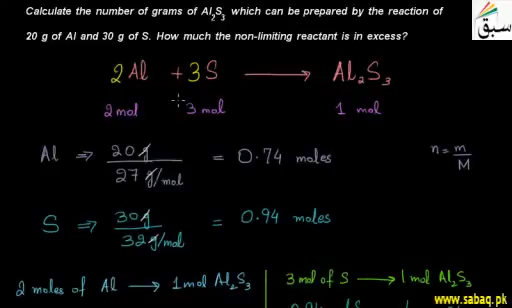 Calculate the number of grams of Al2S3 which can be prepared by the reaction of
سبق
20 g of Al and 30 g of S. How much the non-limiting reactant is in excess?
2Al + 3S ⟶ Al2S3
2mol 3 mol 1 mol
Al ⇒ 20g / 27 g/mol = 0.74 moles n = m/M
S ⇒ 30g / 32 g/mol = 0.94 moles
2 moles of Al ⟶ 1 mol Al2S3 3 mol of S ⟶ 1 mol Al2S3
www.sabaq.pk